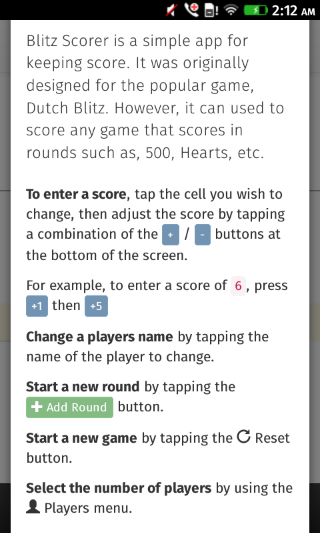 2:12 AM
Blitz Scorer is a simple app for
keeping score. It was originally
designed for the popular game,
Dutch Blitz. However, it can used to
score any game that scores in
rounds such as, 500, Hearts, etc.
To enter a score, tap the cell you wish to
change, then adjust the score by tapping
a combination of the + / - buttons at
the bottom of the screen.
For example, to enter a score of 6, press
+1 then +5
Change a players name by tapping the
name of the player to change.
Start a new round by tapping the
+ Add Round button.
Start a new game by tapping the Reset
button.
Select the number of players by using the
Players menu.